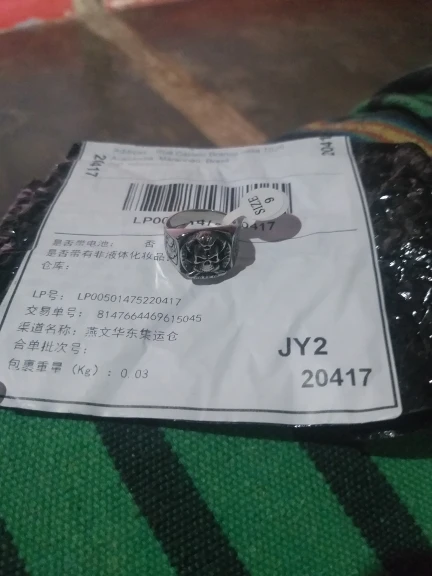 20417
204
LP00 147 0417
SIZE 9
是否带电池： 否
是否带有非液体化妆品
仓库：
LP号： LP00501475220417
交易单号： 8147664469615045
渠道名称：燕文华东集运仓
合单批次号：
包裹重量（Kg）：0.03
JY2
20417